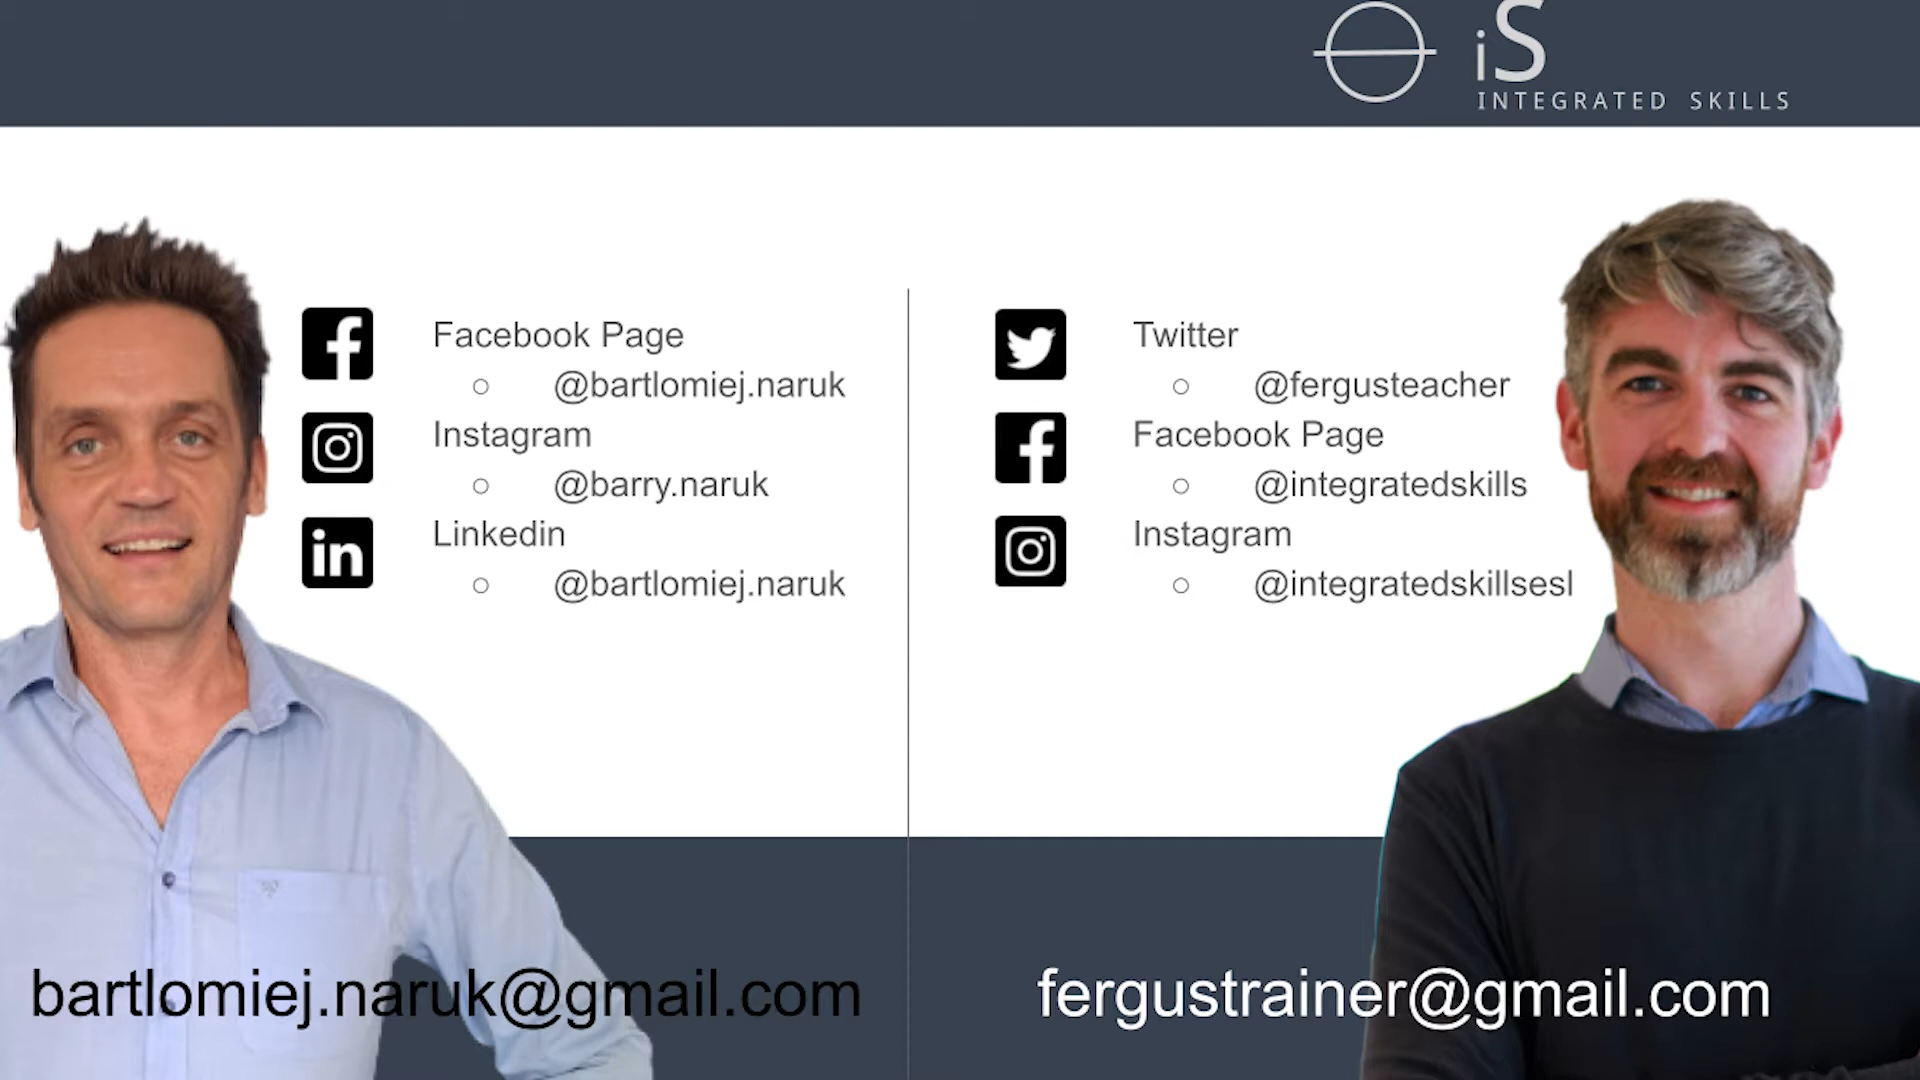 iS
INTEGRATED SKILLS
Facebook Page
@bartlomiej.naruk
Instagram
@barry.naruk
Linkedin
@bartlomiej.naruk
Twitter
@fergusteacher
Facebook Page
@integratedskills
Instagram
@integratedskillsesl
bartlomiej.naruk@gmail.com
fergustrainer@gmail.com